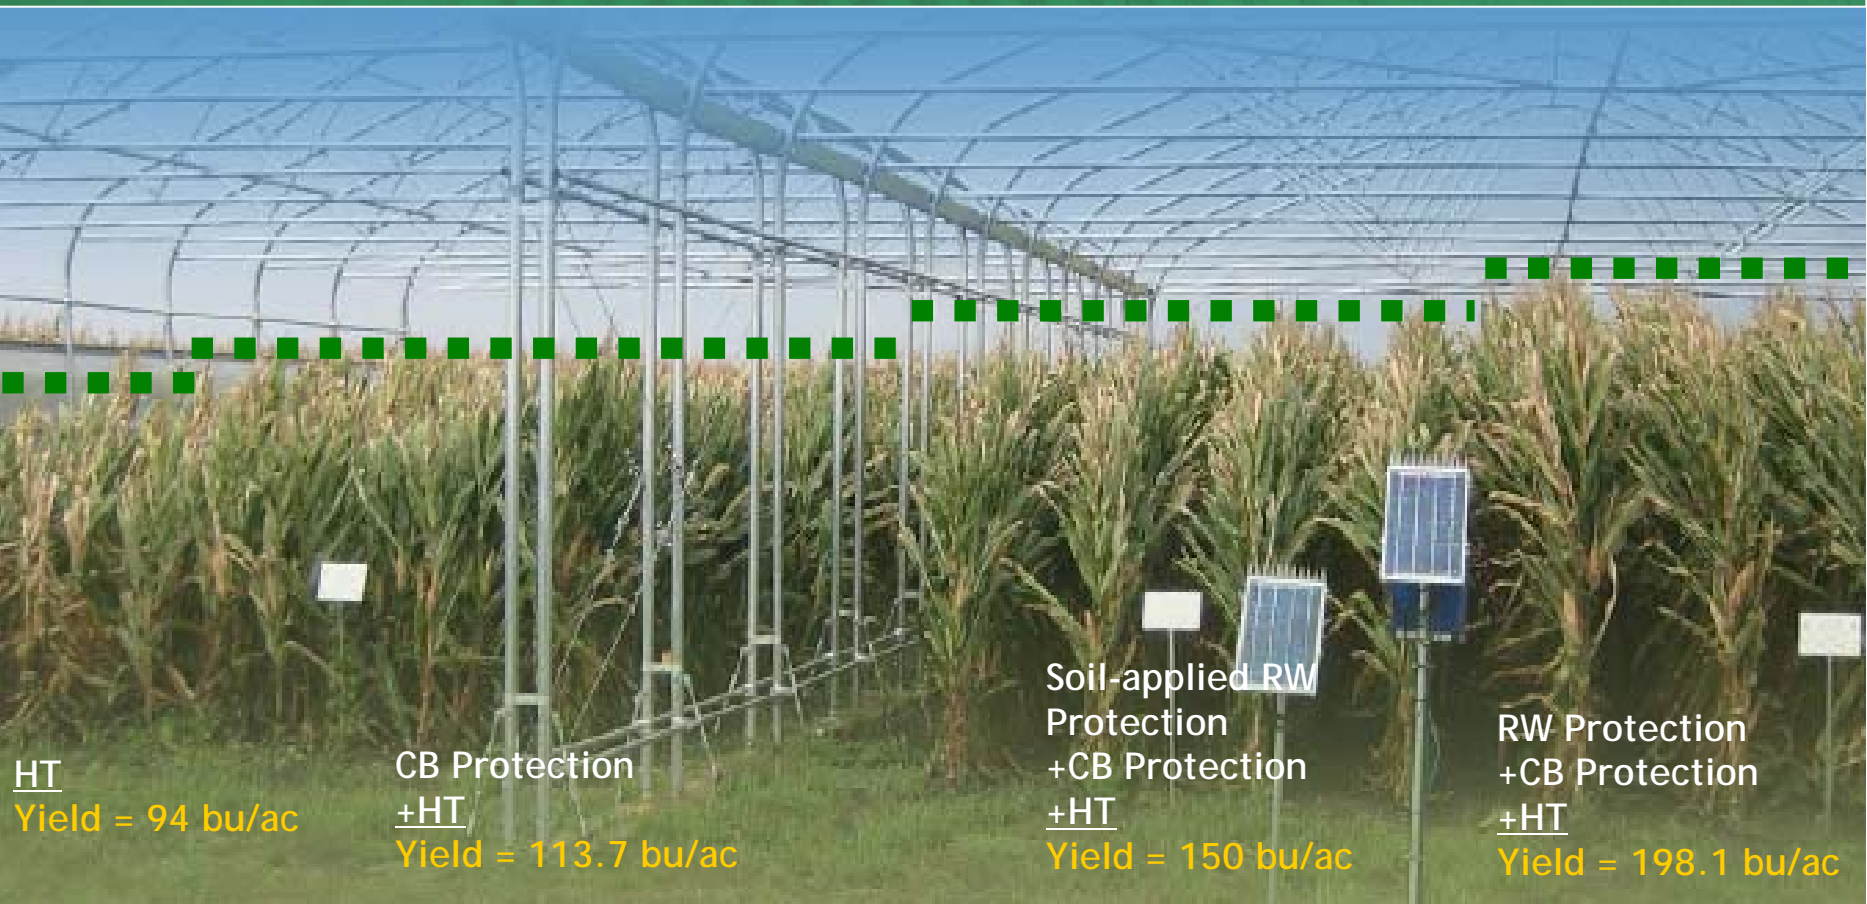 HT
Yield = 94 bu/ac
CB Protection
+HT
Yield = 113.7 bu/ac
Soil-applied RW
Protection
+CB Protection
+HT
Yield = 150 bu/ac
RW Protection
+CB Protection
+HT
Yield = 198.1 bu/ac